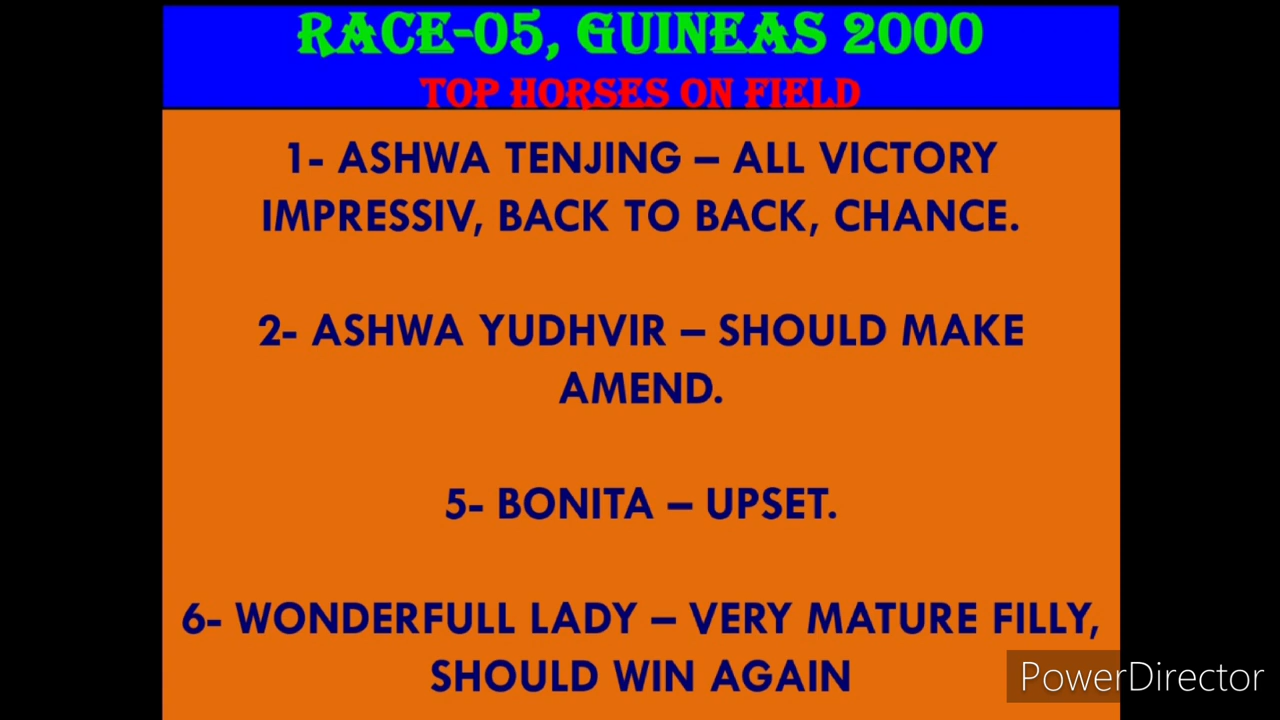 RACE-05, GUINEAS 2000
TOP HORSES ON FIELD
1- ASHWA TENJING – ALL VICTORY
IMPRESSIV, BACK TO BACK, CHANCE.
2- ASHWA YUDHVIR – SHOULD MAKE
AMEND.
5- BONITA – UPSET.
6- WONDERFULL LADY – VERY MATURE FILLY,
SHOULD WIN AGAIN
PowerDirector